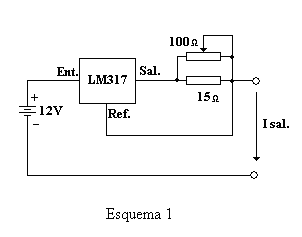 100Ω
Ent.
LM317
Sal.
15Ω
+
12V
−
Ref.
I sal.
Esquema 1